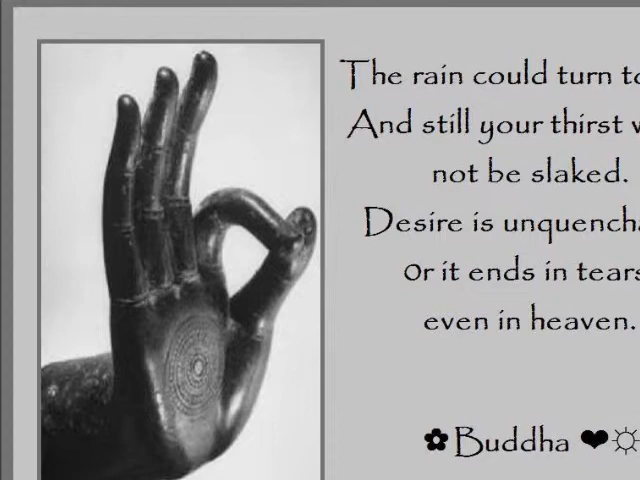 The rain could turn to
And still your thirst
not be slaked.
Desire is
0r it ends in tears
even in heaven.
✿Buddha ❤☼